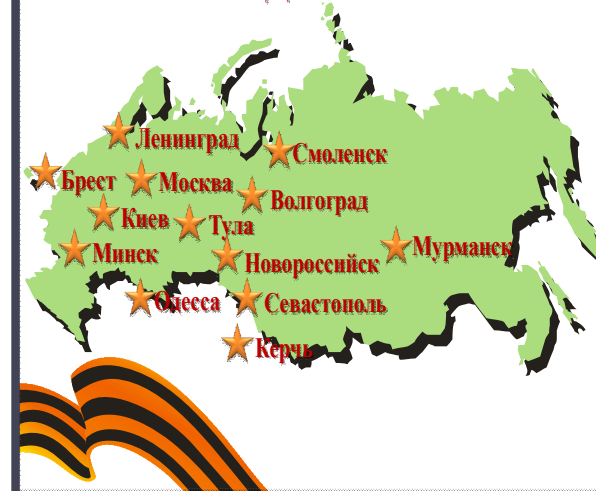 Ленинград
Смоленск
Брест
Москва
Волгоград
Киев
Тула
Минск
Мурманск
Новороссийск
Одесса
Севастополь
Керчь